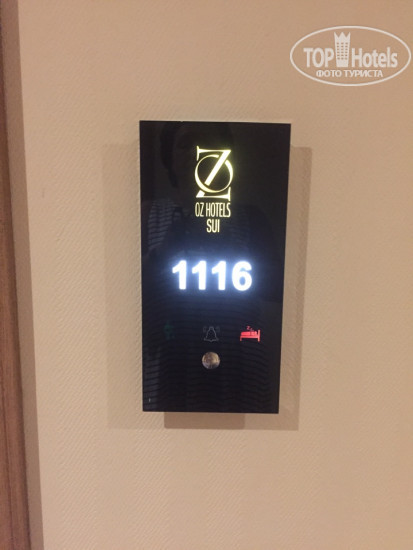 TOP Hotels
ФОТО ТУРИСТА
OZ
OZ HOTELS
SUI
1116